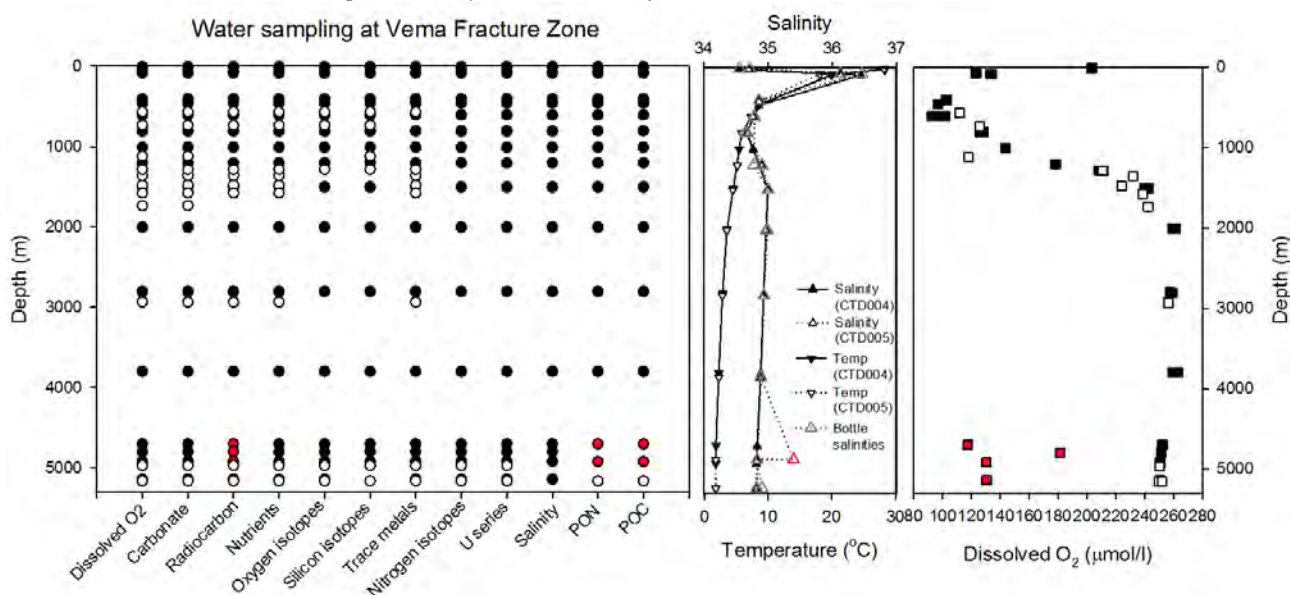 Water sampling at Vema Fracture Zone
0
1000
2000
3000
4000
5000
Depth (m)
Dissolved O2
Carbonate
Radiocarbon
Nutrients
Oxygen isotopes
Silicon isotopes
Trace metals
Nitrogen isotopes
U series
Salinity
PON
POC
Salinity
34 35 36 37
Salinity
(CTD004)
Salinity
(CTD005)
Temp
(CTD004)
Temp
(CTD005)
Bottle
salinities
0 10 20 30
Temperature (°C)
0
1000
2000
3000
4000
5000
Depth (m)
80 100 120 140 160 180 200 220 240 260 280
Dissolved O2 (μmol/l)